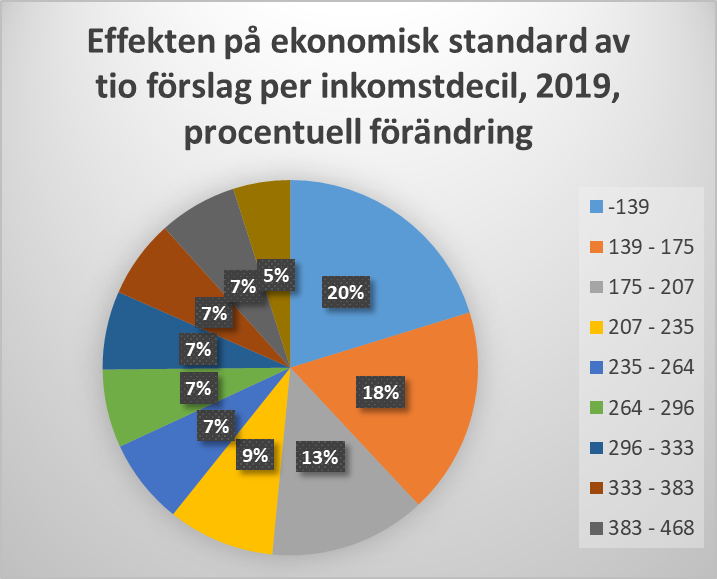 Effekten på ekonomisk standard av
tio förslag per inkomstdecil, 2019,
procentuell förändring
-139
139 - 175
175 - 207
207 - 235
235 - 264
264 - 296
296 - 333
333 - 383
383 - 468
5%
7%
20%
7%
7%
7%
18%
7%
9%
13%